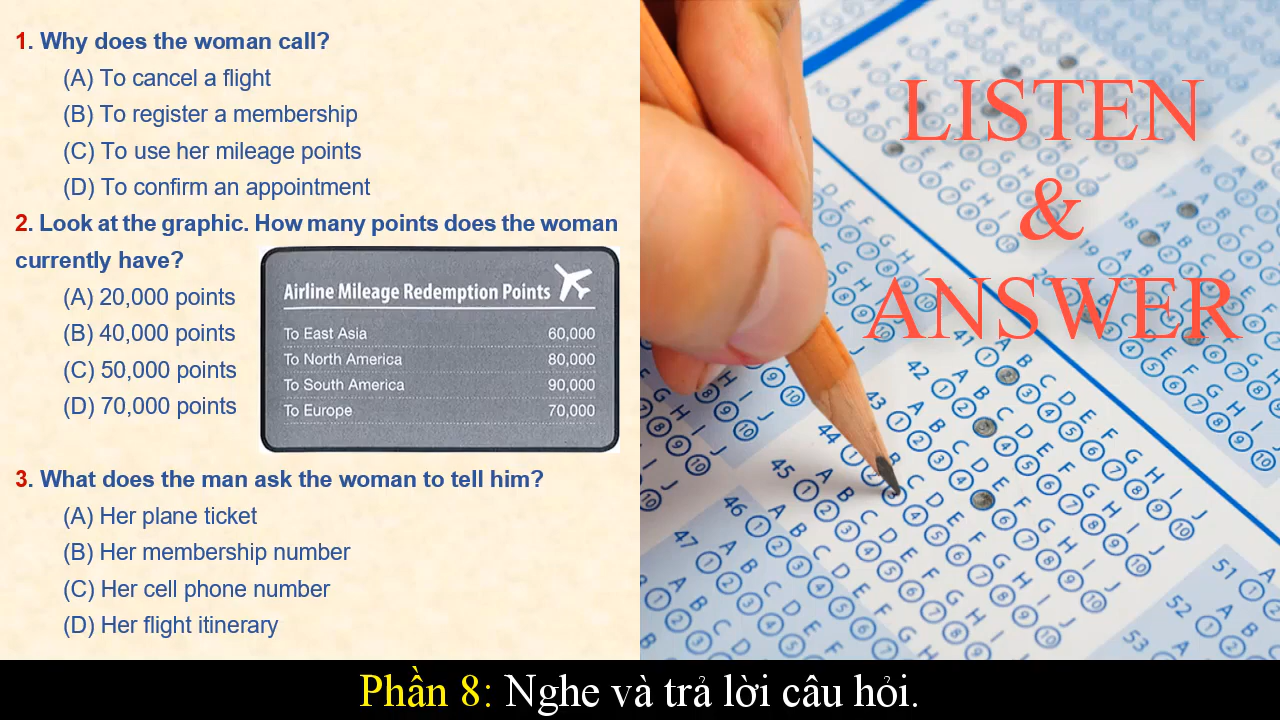 1. Why does the woman call?
(A) To cancel a flight
(B) To register a membership
(C) To use her mileage points
(D) To confirm an appointment
2. Look at the graphic. How many points does the woman
currently have?
(A) 20,000 points
(B) 40,000 points
(C) 50,000 points
(D) 70,000 points
Airline Mileage Redemption Points
To East Asia 60,000
To North America 80,000
To South America 90,000
To Europe 70,000
3. What does the man ask the woman to tell him?
(A) Her plane ticket
(B) Her membership number
(C) Her cell phone number
(D) Her flight itinerary
LISTEN
&
ANSWER
Phần 8: Nghe và trả lời câu hỏi.